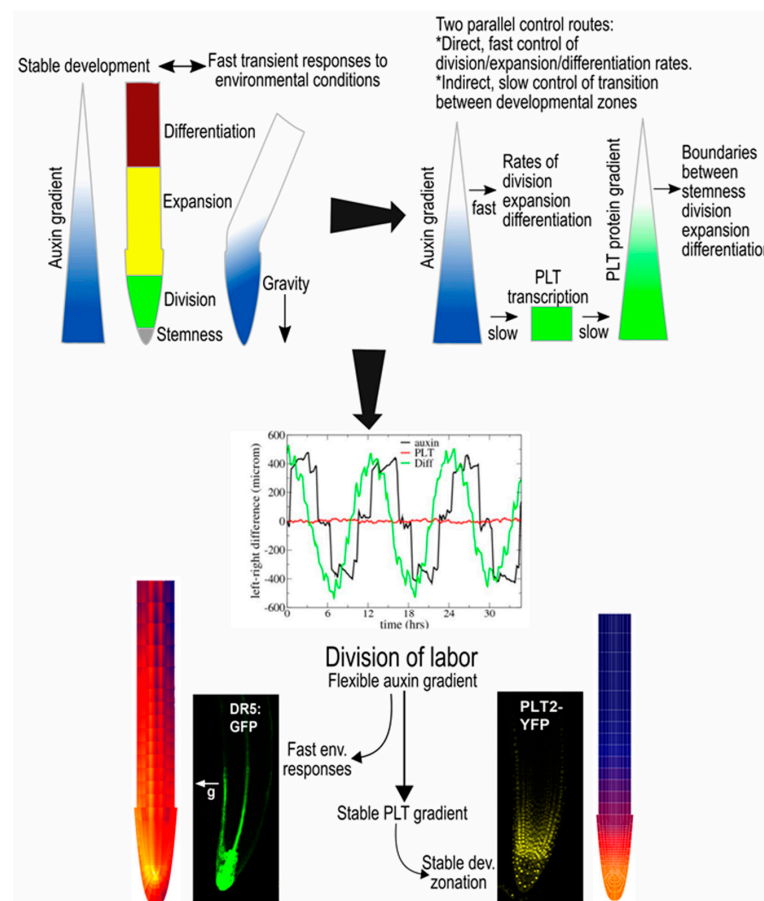 Stable development
Fast transient responses to
environmental conditions
Auxin gradient
Differentiation
Expansion
Division
Stemness
Gravity
Two parallel control routes:
*Direct, fast control of
division/expansion/differentiation rates.
*Indirect, slow control of transition
between developmental zones
Auxin gradient
fast
Rates of
division
expansion
differentiation
slow
PLT
transcription
slow
PLT protein gradient
Boundaries
between
stemness
division
expansion
differentiation
left-right difference (microm)
600
400
200
0
-200
-400
-600
auxin
PLT
Diff
0 6 12 18 24 30
time (hrs)
Division of labor
Flexible auxin gradient
DR5:
GFP
g
Fast env.
responses
Stable PLT gradient
Stable dev.
zonation
PLT2-
YFP